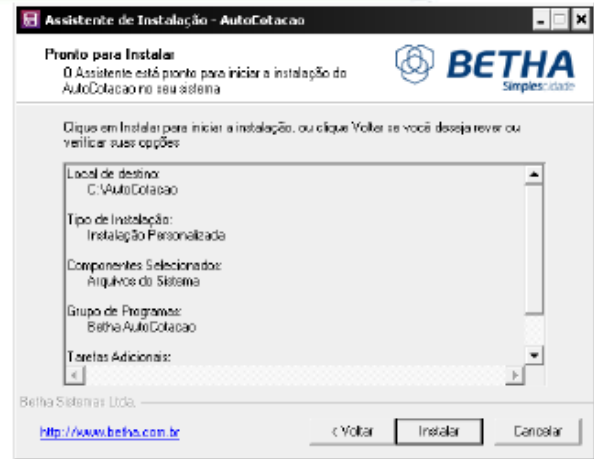 Assistente de Instalação - AutoCotacao
Pronto para Instalar
O Assistente está pronto para iniciar a instalação do
AutoCotacao no seu sistema
BETHA
Simplescidade
Clique em Instalar para iniciar a instalação, ou clique Voltar se você deseja rever ou
verificar suas opções
Local de destino:
C:\AutoCotacao
Tipo de Instalação:
Instalação Personalizada
Componentes Selecionados:
Arquivos do Sistema
Grupo de Programas:
Betha AutoCotacao
Tarefas Adicionais:
Betha Sistemas Ltda.
http://www.betha.com.br
< Voltar
Instalar
Cancelar